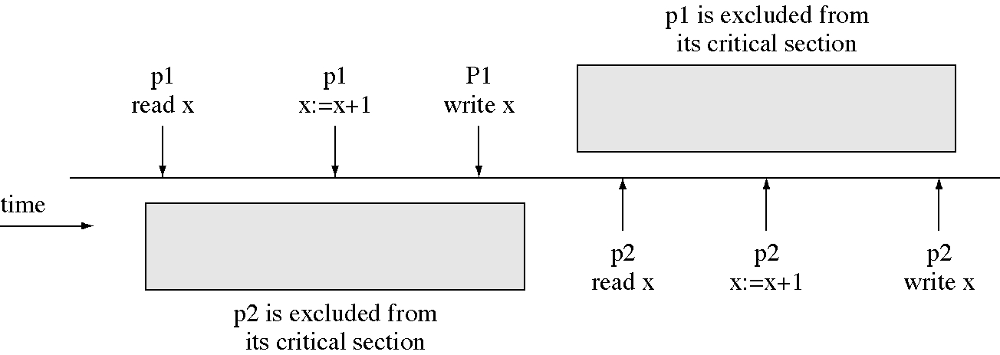 p1 is excluded from
its critical section
p1
read x
p1
x:=x+1
P1
write x
time
p2
read x
p2
x:=x+1
p2
write x
p2 is excluded from
its critical section